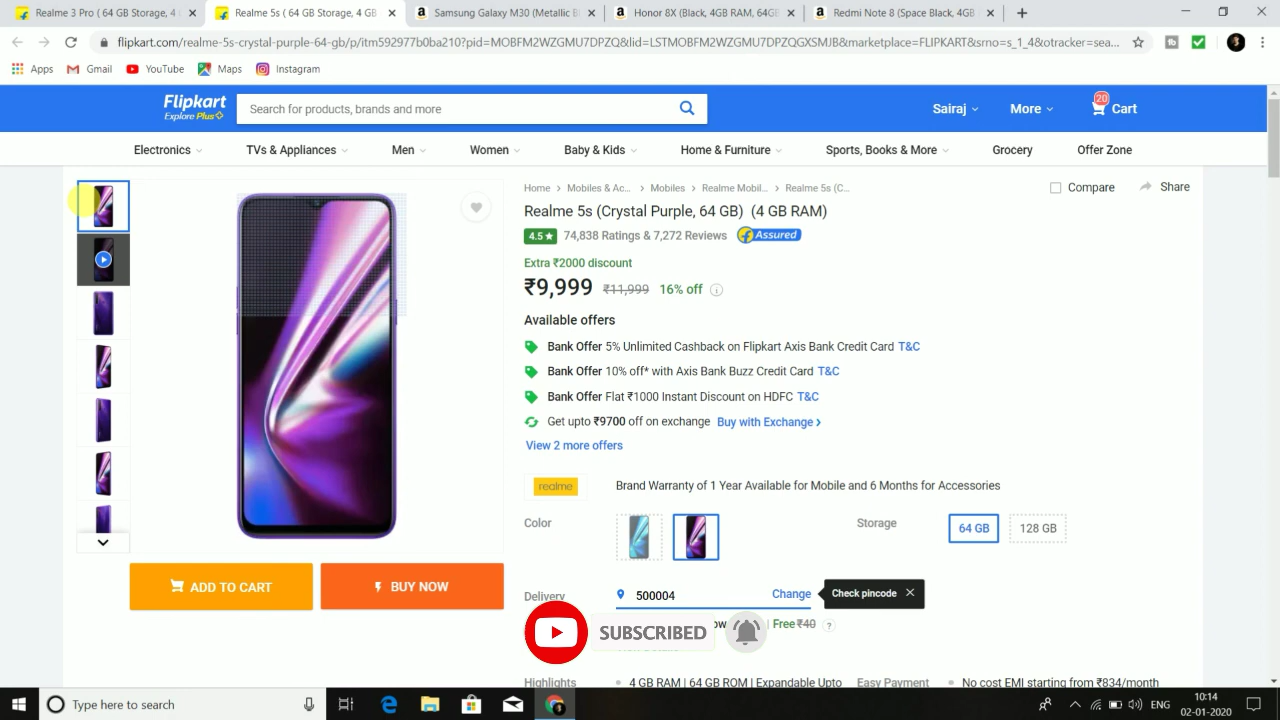 Realme 3 Pro ( 64 GB Storage, 4
Realme 5s ( 64 GB Storage, 4 GB
Samsung Galaxy M30 (Metallic Bl
Honor 8X (Black, 4GB RAM, 64G
Redmi Note 8 (Space Black, 4GB
flipkart.com/realme-5s-crystal-purple-64-gb/p/itm592977b0ba210?pid=MOBFM2WZGMU7DPZQ&lid=LSTMOBFM2WZGMU7DPZQGXSMJB&marketplace=FLIPKART&srno=s_1_4&otracker=sea...
Apps Gmail YouTube Maps Instagram
Flipkart
Explore Plus
Search for products, brands and more
Sairaj More 20 Cart
Electronics TVs & Appliances Men Women Baby & Kids Home & Furniture Sports, Books & More Grocery Offer Zone
Home > Mobiles & Ac... > Mobiles > Realme Mobil... > Realme 5s (C...
Compare Share
Realme 5s (Crystal Purple, 64 GB) (4 GB RAM)
4.5★ 74,838 Ratings & 7,272 Reviews Assured
Extra ₹2000 discount
₹9,999 ₹11,999 16% off
Available offers
Bank Offer 5% Unlimited Cashback on Flipkart Axis Bank Credit Card T&C
Bank Offer 10% off* with Axis Bank Buzz Credit Card T&C
Bank Offer Flat ₹1000 Instant Discount on HDFC T&C
Get upto ₹9700 off on exchange Buy with Exchange >
View 2 more offers
realme Brand Warranty of 1 Year Available for Mobile and 6 Months for Accessories
Color Storage 64 GB 128 GB
ADD TO CART BUY NOW
Delivery 500004 Change Check pincode
Free ₹40 ?
SUBSCRIBED
Highlights 4 GB RAM | 64 GB ROM | Expandable Upto Easy Payment No cost EMI starting from ₹834/month
Type here to search
ENG
10:14
02-01-2020